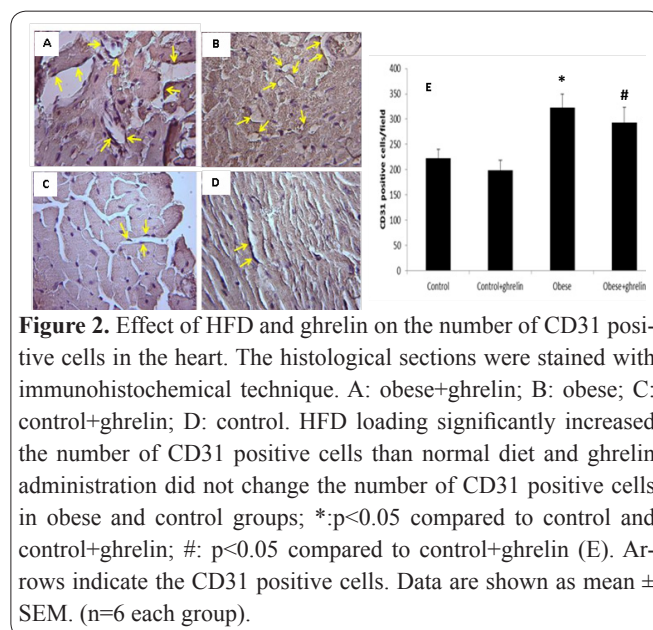 A
B
C
D
E
CD31 positive cells/field
400
350
300
250
200
150
100
50
0
*
#
Control
Control+ghrelin
Obese
Obese+ghrelin
Figure 2. Effect of HFD and ghrelin on the number of CD31 posi-
tive cells in the heart. The histological sections were stained with
immunohistochemical technique. A: obese+ghrelin; B: obese; C:
control+ghrelin; D: control. HFD loading significantly increased
the number of CD31 positive cells than normal diet and ghrelin
administration did not change the number of CD31 positive cells
in obese and control groups; *:p<0.05 compared to control and
control+ghrelin; #: p<0.05 compared to control+ghrelin (E). Ar-
rows indicate the CD31 positive cells. Data are shown as mean ±
SEM. (n=6 each group).